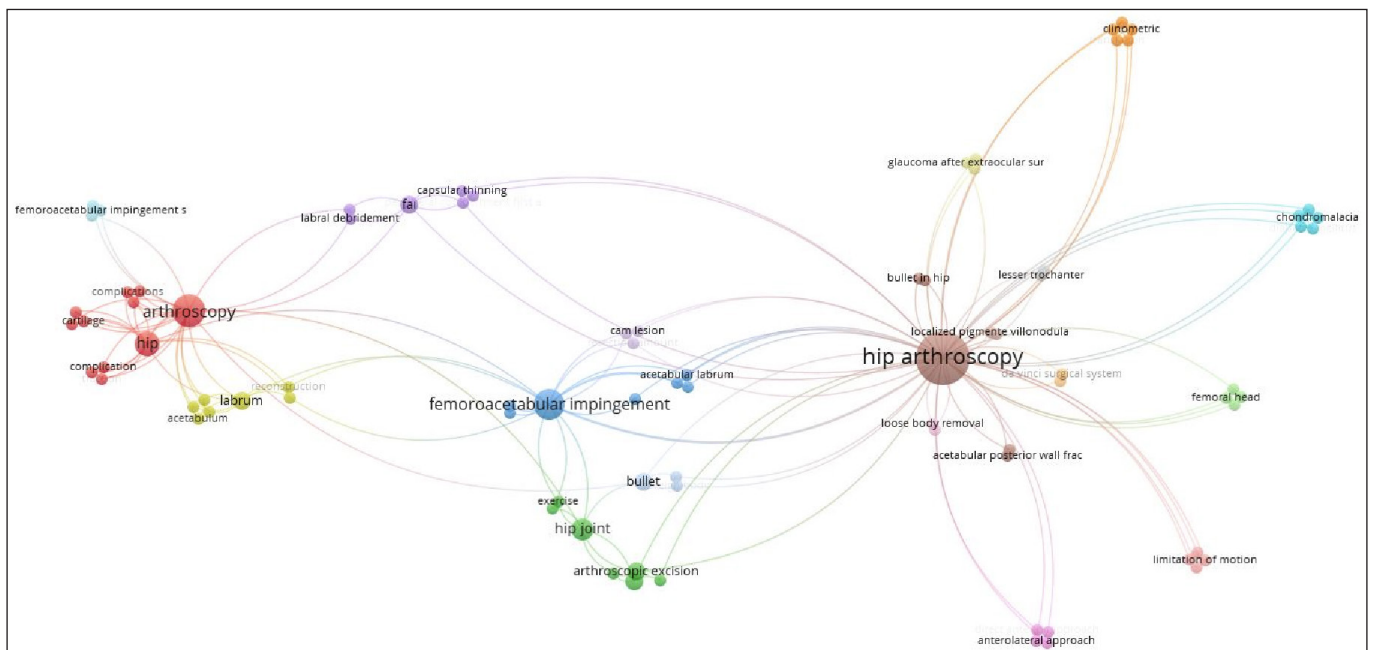 clinometric
glaucoma after extraocular sur
capsular thinning
femoroacetabular impingement s
fai
labral debridement
chondromalacia
bullet in hip
lesser trochanter
complications
arthroscopy
cartilage
cam lesion
localized pigmente villonodula
hip
hip arthroscopy
complication
acetabular labrum
da vinci surgical system
reconstruction
labrum
femoroacetabular impingement
femoral head
acetabulum
loose body removal
acetabular posterior wall frac
bullet
exercise
hip joint
arthroscopic excision
limitation of motion
anterolateral approach